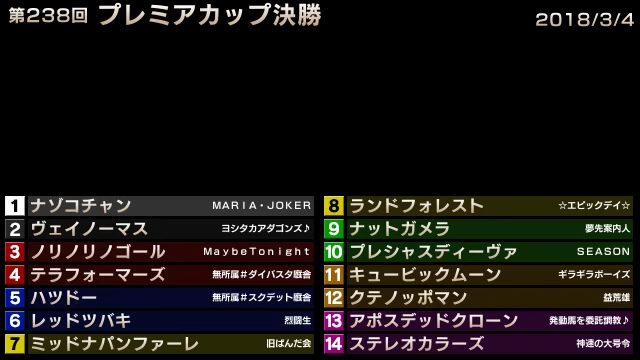 第238回 プレミアカップ決勝 2018/3/4
1 ナゾコチャン MARIA・JOKER
2 ヴェイノーマス ヨシタカアダゴンズ♪
3 ノリノリノゴール MaybeTonight
4 テラフォーマーズ 無所属#ダイバスタ廐舎
5 ハツドー 無所属#スクデット廐舎
6 レッドツバキ 烈闘生
7 ミッドナパンファーレ 旧ぱんだ会
8 ランドフォレスト ☆エピックデイ☆
9 ナットガメラ 夢先案内人
10 プレシャスディーヴァ SEASON
11 キュービックムーン ギラギラボーイズ
12 クテノッポマン 益荒雄
13 アポスデッドクローン 発動馬を委託調教♪
14 ステレオカラーズ 神速の大号令